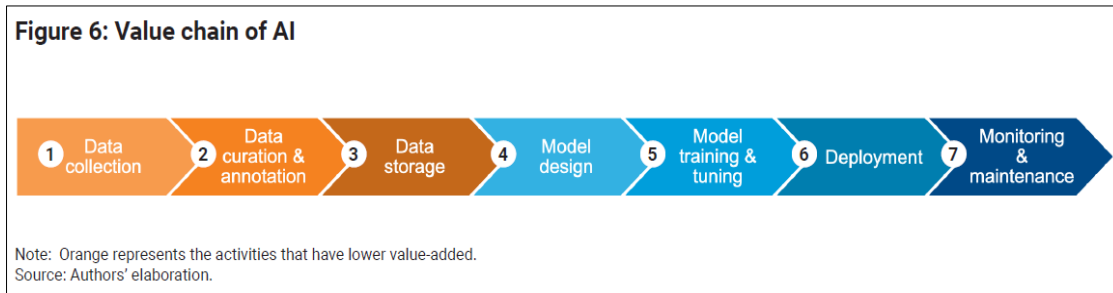 Figure 6: Value chain of AI
1 Data
collection
2 Data
curation &
annotation
3 Data
storage
4 Model
design
5 Model
training &
tuning
6 Deployment
7 Monitoring
&
maintenance
Note: Orange represents the activities that have lower value-added.
Source: Authors' elaboration.